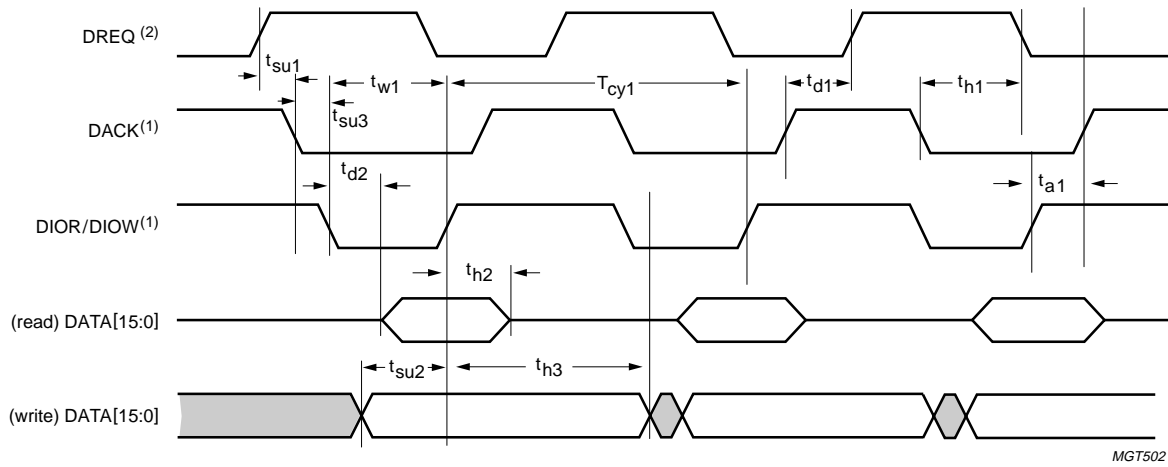 DREQ (2)
tsu1
tw1
Tcy1
td1
th1
DACK(1)
tsu3
td2
ta1
DIOR/DIOW(1)
th2
(read) DATA[15:0]
tsu2
th3
(write) DATA[15:0]
MGT502